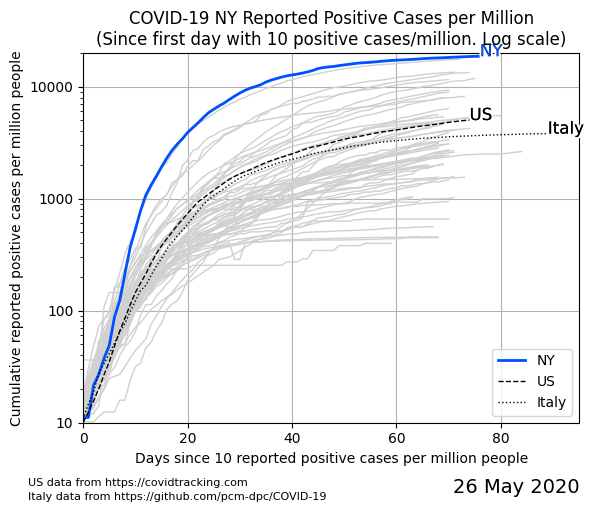 COVID-19 NY Reported Positive Cases per Million
(Since first day with 10 positive cases/million. Log scale)
Cumulative reported positive cases per million people
10000
1000
100
10
NY
US
Italy
NY
US
Italy
0
20
40
60
80
Days since 10 reported positive cases per million people
US data from https://covidtracking.com
Italy data from https://github.com/pcm-dpc/COVID-19
26 May 2020